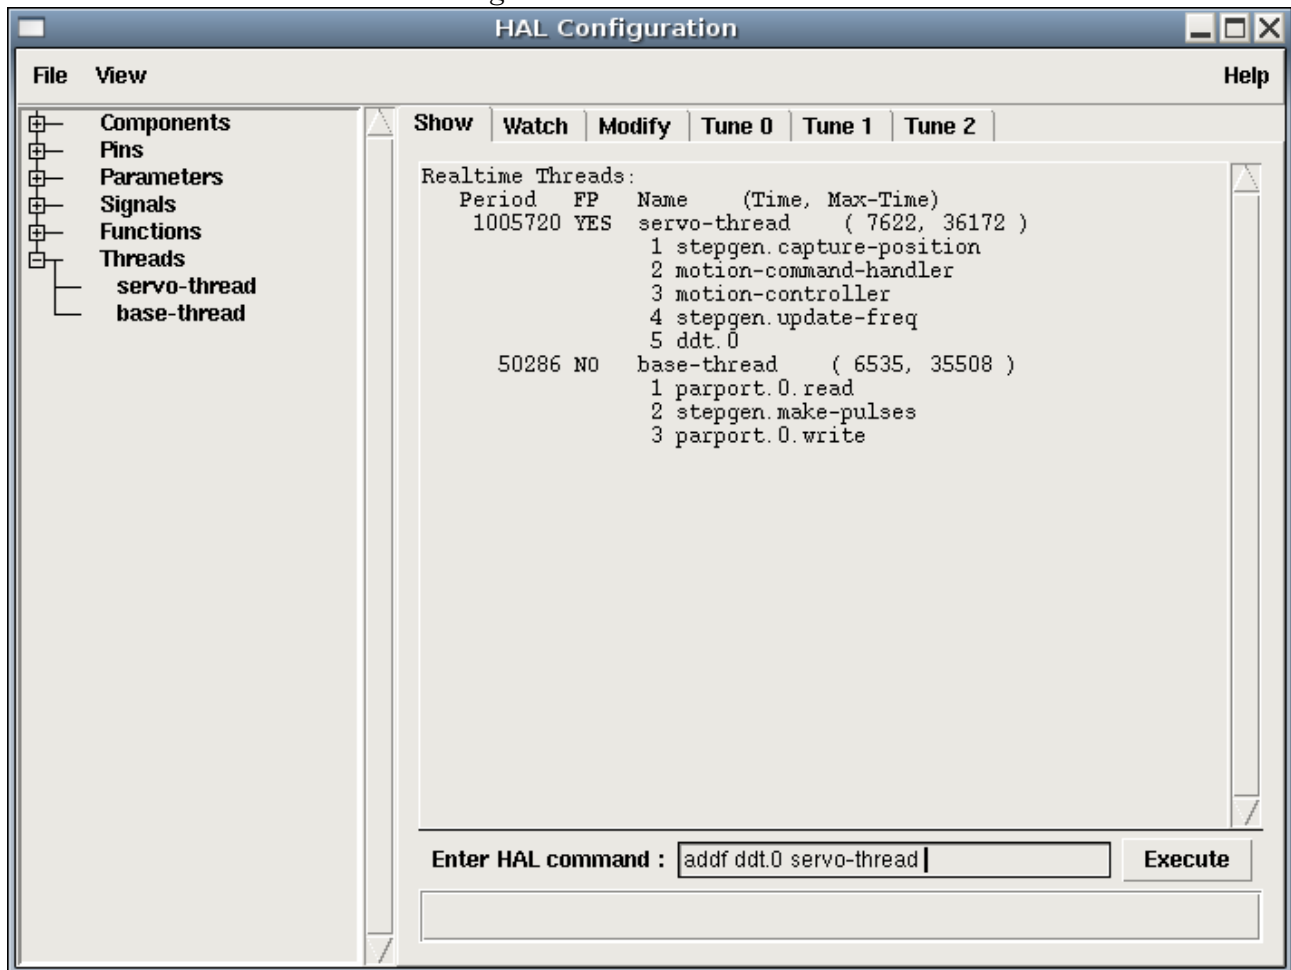 HAL Configuration
File View Help
Components
Pins
Parameters
Signals
Functions
Threads
servo-thread
base-thread
Show Watch Modify Tune 0 Tune 1 Tune 2
Realtime Threads:
Period FP Name (Time, Max-Time)
1005720 YES servo-thread ( 7622, 36172 )
1 stepgen.capture-position
2 motion-command-handler
3 motion-controller
4 stepgen.update-freq
5 ddt.0
50286 NO base-thread ( 6535, 35508 )
1 parport.0.read
2 stepgen.make-pulses
3 parport.0.write
Enter HAL command : addf ddt.0 servo-thread Execute